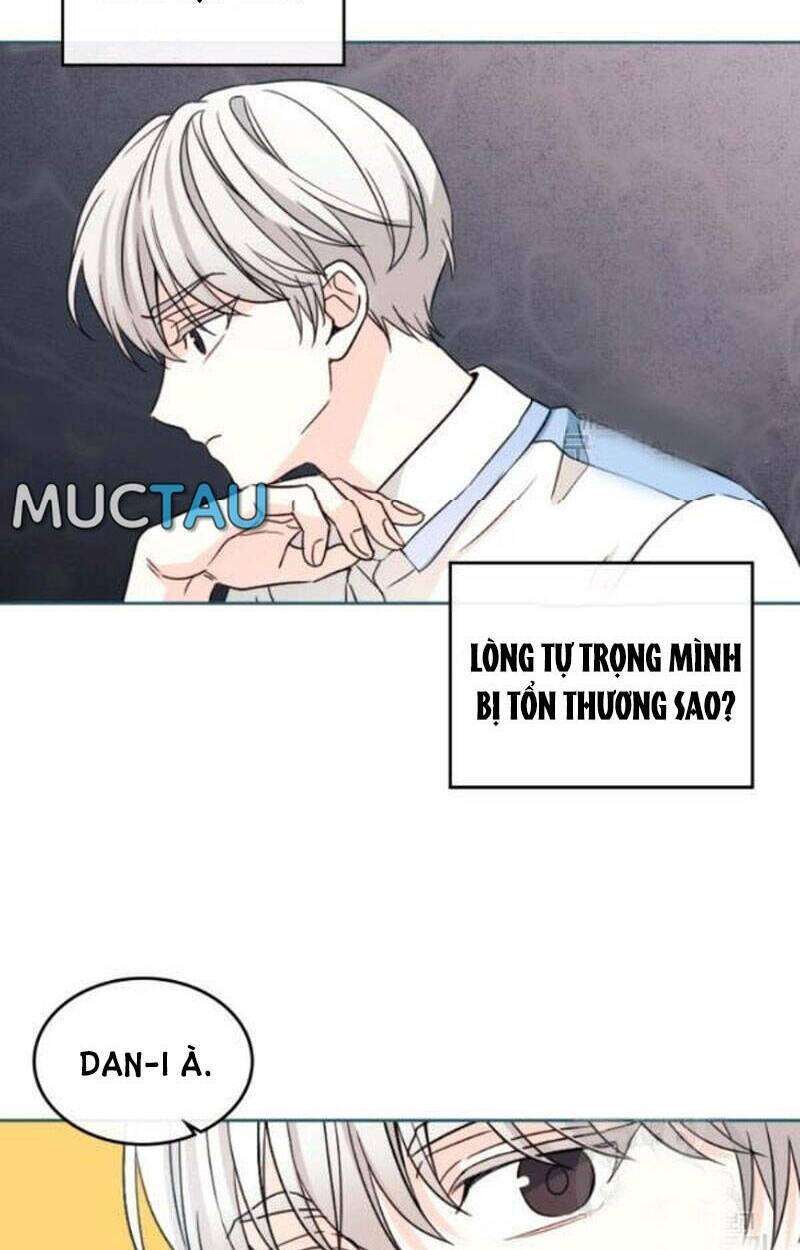 MUCTAU
LÒNG TỰ TRỌNG MÌNH
BỊ TỔN THƯƠNG SAO?
DAN-I À.